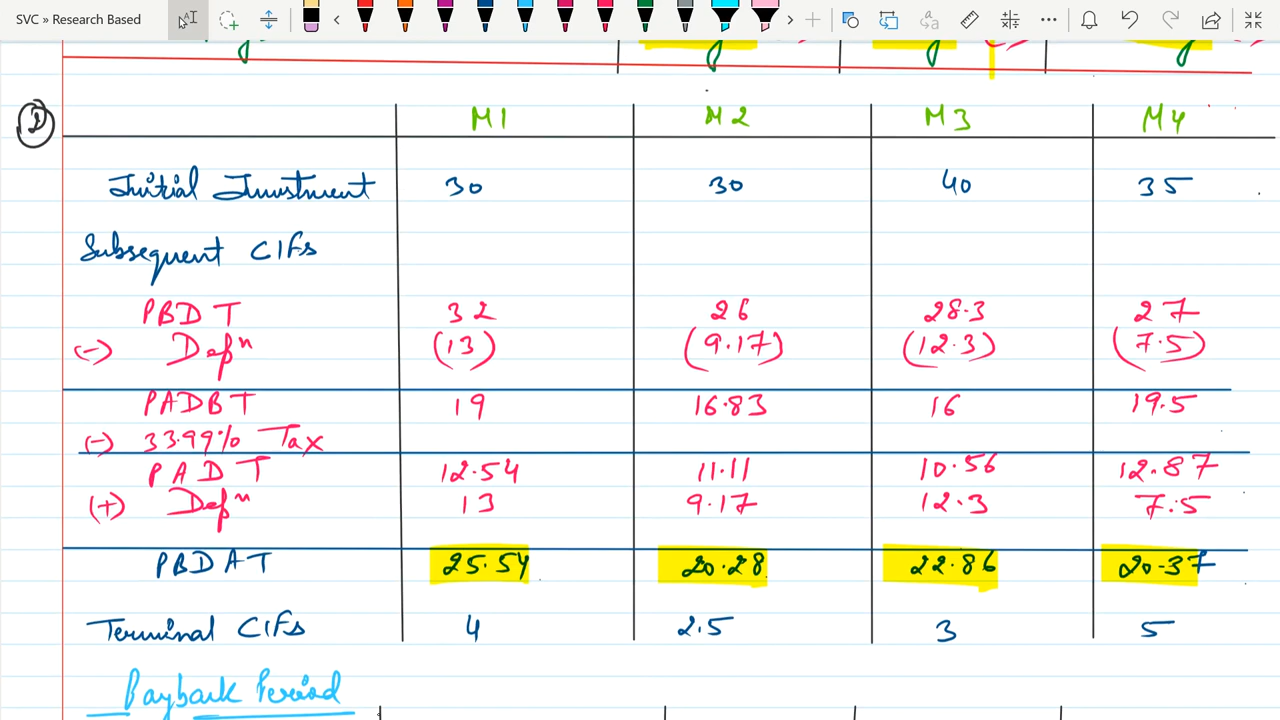 SVC » Research Based
②
M1 M2 M3 M4
Initial Investment 30 30 40 35
Subsequent CIFs
PBDT 32 26 28.3 27
(-) Depⁿ (13) (9.17) (12.3) (7.5)
PADBT 19 16.83 16 19.5
(-) 33.99% Tax
PADT 12.54 11.11 10.56 12.87
(+) Depⁿ 13 9.17 12.3 7.5
PBDAT 25.54 20.28 22.86 20.37
Terminal CIFs 4 2.5 3 5
Payback Period